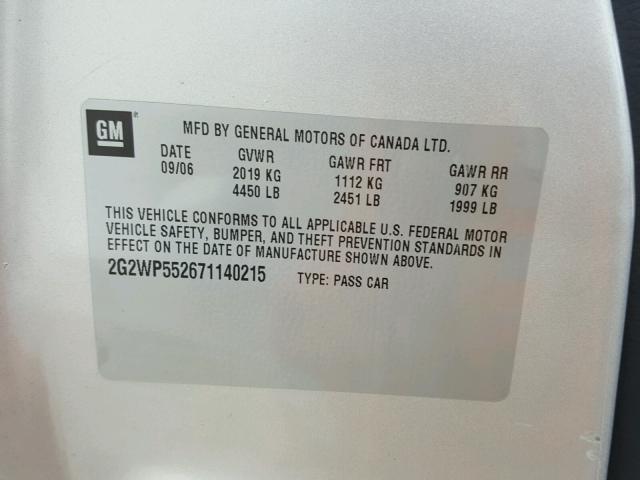 GM
MFD BY GENERAL MOTORS OF CANADA LTD.
DATE GVWR GAWR FRT GAWR RR
09/06 2019 KG 1112 KG 907 KG
4450 LB 2451 LB 1999 LB
THIS VEHICLE CONFORMS TO ALL APPLICABLE U.S. FEDERAL MOTOR
VEHICLE SAFETY, BUMPER, AND THEFT PREVENTION STANDARDS IN
EFFECT ON THE DATE OF MANUFACTURE SHOWN ABOVE.
2G2WP552671140215 TYPE: PASS CAR